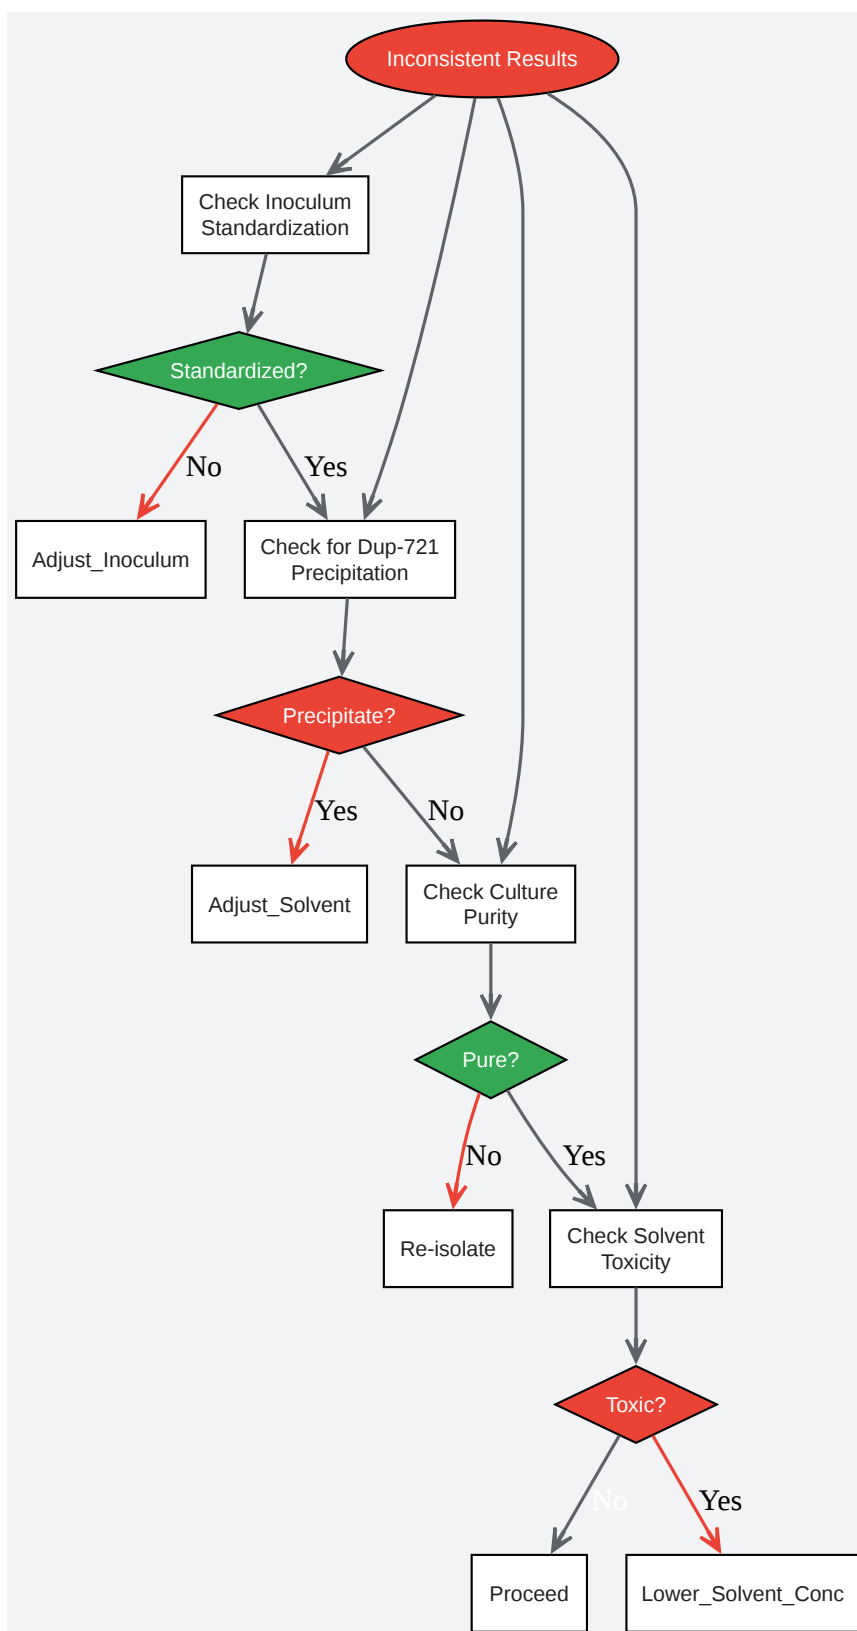 Inconsistent Results
Check Inoculum
Standardization
Standardized?
No
Yes
Adjust_Inoculum
Check for Dup-721
Precipitation
Precipitate?
Yes
No
Adjust_Solvent
Check Culture
Purity
Pure?
No
Yes
Re-isolate
Check Solvent
Toxicity
Toxic?
No
Yes
Proceed
Lower_Solvent_Conc